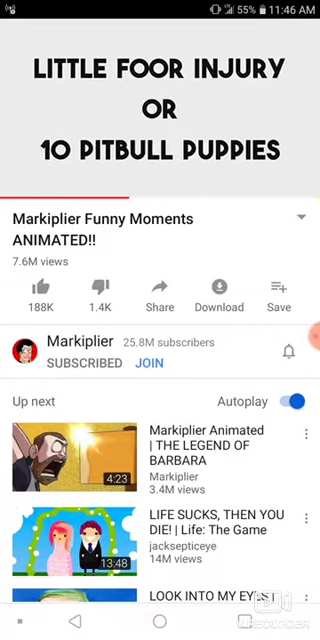 55% 11:46 AM
LITTLE FOOR INJURY
OR
10 PITBULL PUPPIES
Markiplier Funny Moments
ANIMATED!!
7.6M views
188K 1.4K Share Download Save
Markiplier 25.8M subscribers
SUBSCRIBED JOIN
Up next Autoplay
Markiplier Animated
| THE LEGEND OF
BARBARA
Markiplier
3.4M views
4:23
LIFE SUCKS, THEN YOU
DIE! | Life: The Game
jacksepticeye
14M views
13:48
LOOK INTO MY EYES!